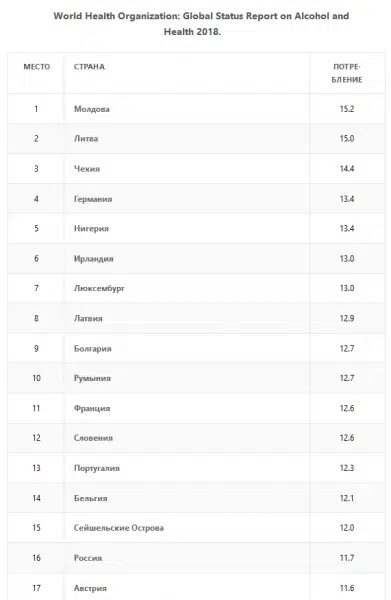 World Health Organization: Global Status Report on Alcohol and
Health 2018.
МЕСТО СТРАНА ПОТРЕ-
БЛЕНИЕ
1 Молдова 15.2
2 Литва 15.0
3 Чехия 14.4
4 Германия 13.4
5 Нигерия 13.4
6 Ирландия 13.0
7 Люксембург 13.0
8 Латвия 12.9
9 Болгария 12.7
10 Румыния 12.7
11 Франция 12.6
12 Словения 12.6
13 Португалия 12.3
14 Бельгия 12.1
15 Сейшельские Острова 12.0
16 Россия 11.7
17 Австрия 11.6